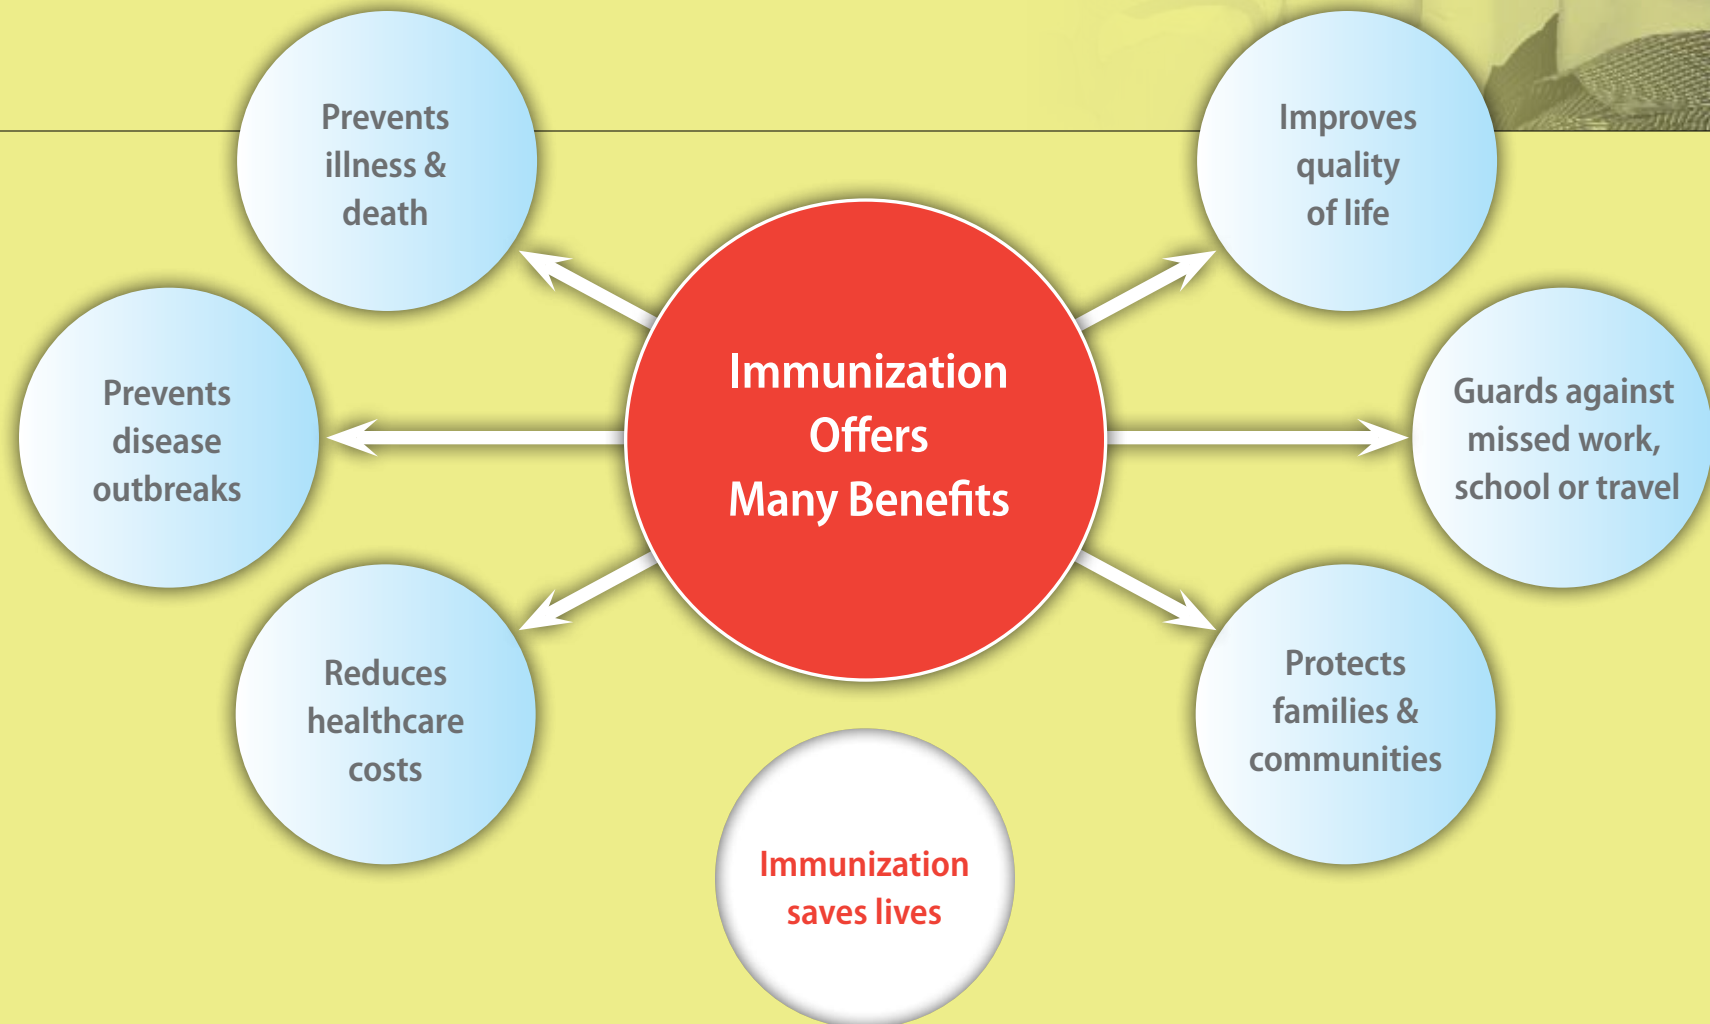 Prevents
illness &
death
Improves
quality
of life
Immunization
Offers
Many Benefits
Prevents
disease
outbreaks
Guards against
missed work,
school or travel
Reduces
healthcare
costs
Protects
families &
communities
Immunization
saves lives